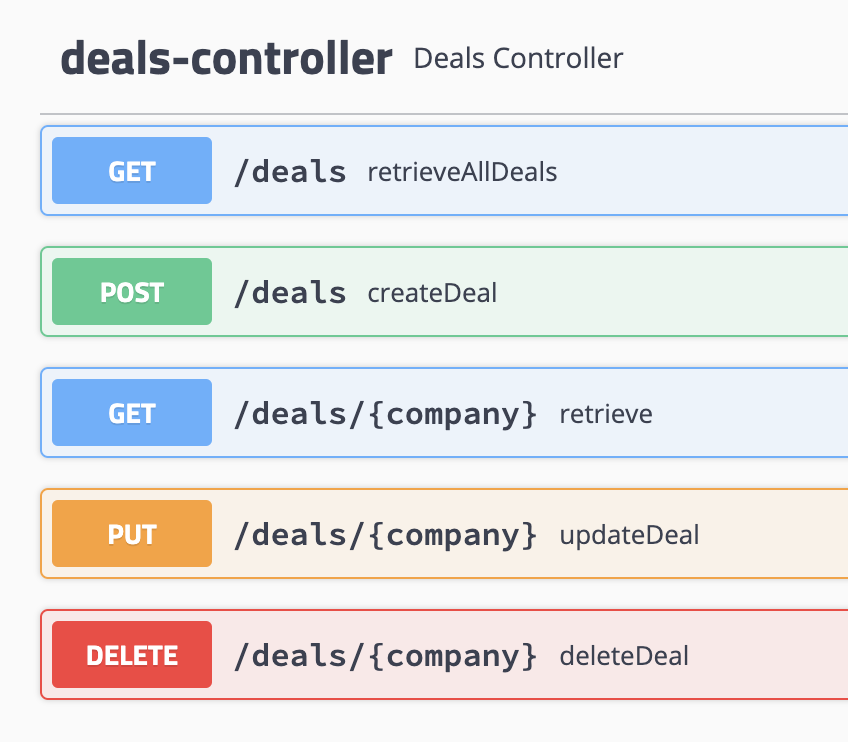 deals-controller Deals Controller
GET /deals retrieveAllDeals
POST /deals createDeal
GET /deals/{company} retrieve
PUT /deals/{company} updateDeal
DELETE /deals/{company} deleteDeal